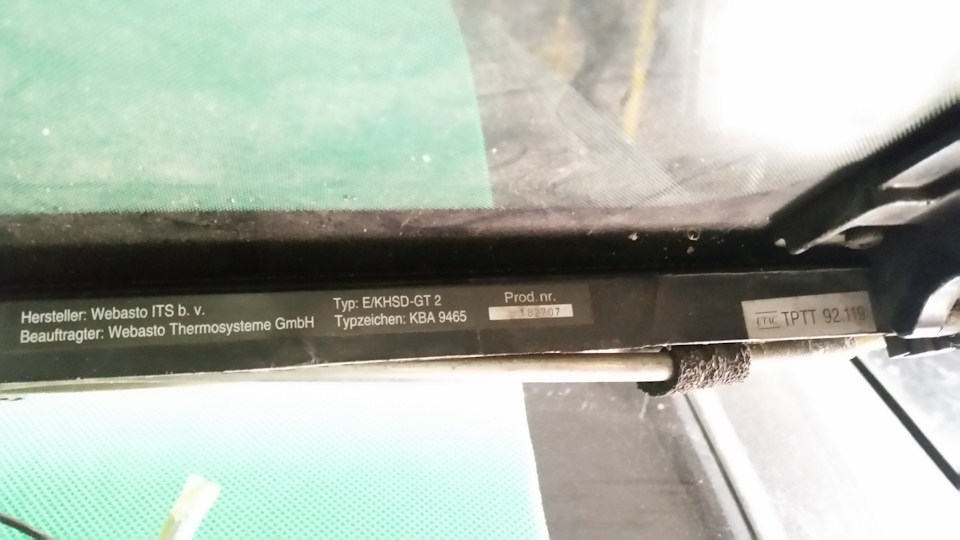 Hersteller: Webasto ITS b. v.
Beauftragter: Webasto Thermosysteme GmbH
Typ: E/KHSD-GT 2
Typzeichen: KBA 9465
Prod. nr.
182707
TPTT 92.119